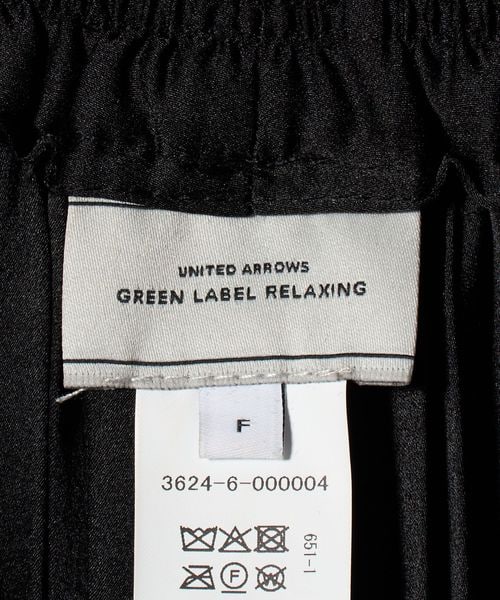 UNITED ARROWS
GREEN LABEL RELAXING
F
3624-6-000004
651-1
F
W